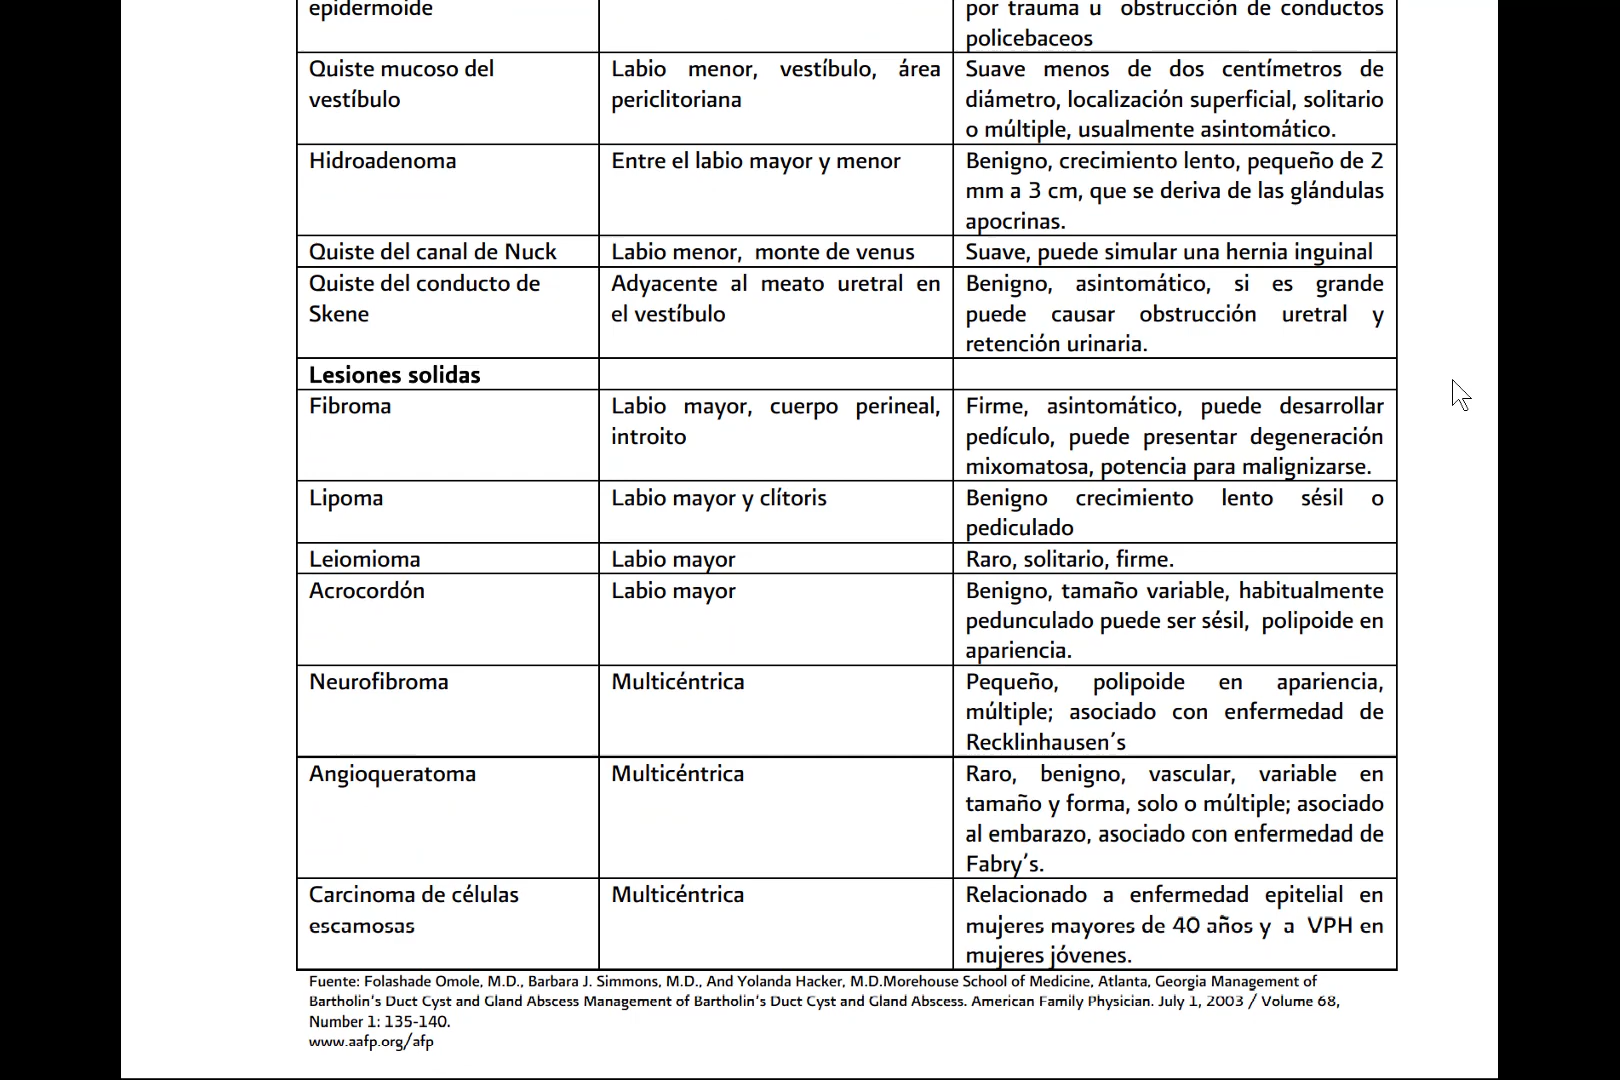 epidermoide
por trauma u obstrucción de conductos
policebaceos
Quiste mucoso del
vestíbulo
Labio menor, vestíbulo, área
periclitoriana
Suave menos de dos centímetros de
diámetro, localización superficial, solitario
o múltiple, usualmente asintomático.
Hidroadenoma
Entre el labio mayor y menor
Benigno, crecimiento lento, pequeño de 2
mm a 3 cm, que se deriva de las glándulas
apocrinas.
Quiste del canal de Nuck
Labio menor, monte de venus
Suave, puede simular una hernia inguinal
Quiste del conducto de
Skene
Adyacente al meato uretral en
el vestíbulo
Benigno, asintomático, si es grande
puede causar obstrucción uretral y
retención urinaria.
Lesiones solidas
Fibroma
Labio mayor, cuerpo perineal,
introito
Firme, asintomático, puede desarrollar
pedículo, puede presentar degeneración
mixomatosa, potencia para malignizarse.
Lipoma
Labio mayor y clítoris
Benigno crecimiento lento sésil o
pediculado
Leiomioma
Labio mayor
Raro, solitario, firme.
Acrocordón
Labio mayor
Benigno, tamaño variable, habitualmente
pedunculado puede ser sésil, polipoide en
apariencia.
Neurofibroma
Multicéntrica
Pequeño, polipoide en apariencia,
múltiple; asociado con enfermedad de
Recklinhausen's
Angioqueratoma
Multicéntrica
Raro, benigno, vascular, variable en
tamaño y forma, solo o múltiple; asociado
al embarazo, asociado con enfermedad de
Fabry's.
Carcinoma de células
escamosas
Multicéntrica
Relacionado a enfermedad epitelial en
mujeres mayores de 40 años y a VPH en
mujeres jóvenes.
Fuente: Folashade Omole, M.D., Barbara J. Simmons, M.D., And Yolanda Hacker, M.D.Morehouse School of Medicine, Atlanta, Georgia Management of
Bartholin's Duct Cyst and Gland Abscess Management of Bartholin's Duct Cyst and Gland Abscess. American Family Physician. July 1, 2003 / Volume 68,
Number 1: 135-140.
www.aafp.org/afp